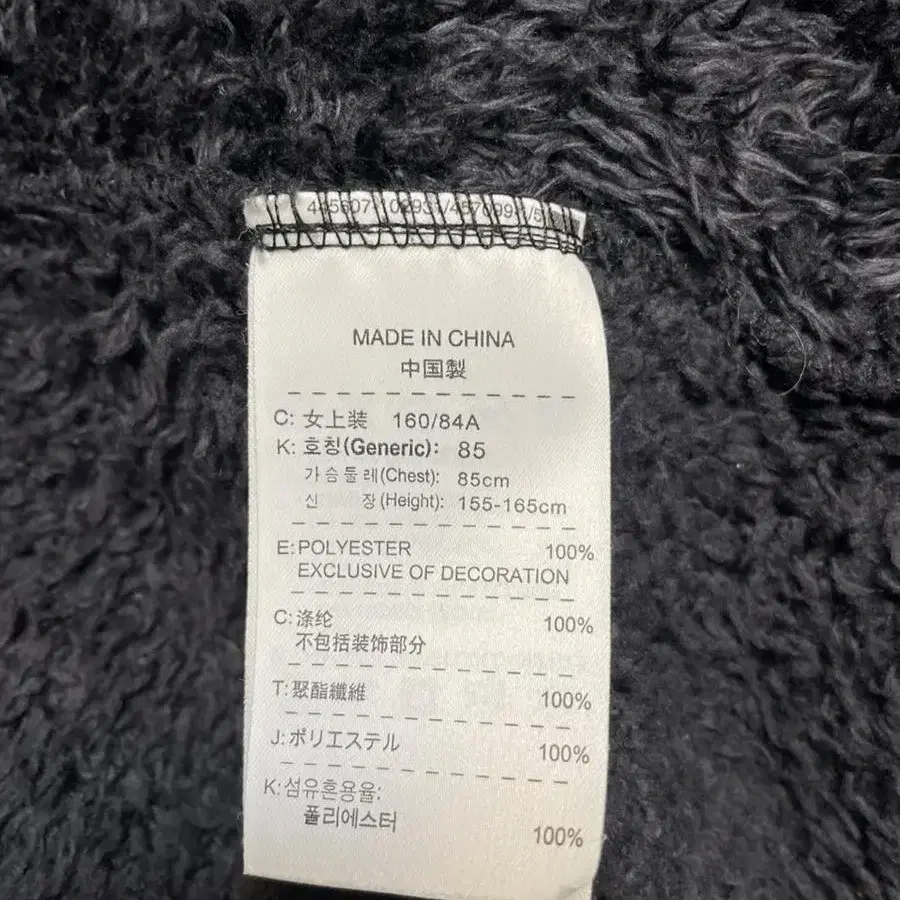 MADE IN CHINA
中国製
C: 女上装 160/84A
K: 호칭(Generic): 85
가슴둘레(Chest): 85cm
신 장(Height): 155-165cm
E: POLYESTER 100%
EXCLUSIVE OF DECORATION
C: 涤纶 100%
不包括装饰部分
T: 聚酯纖維 100%
J: ポリエステル 100%
K: 섬유혼용율:
폴리에스터 100%